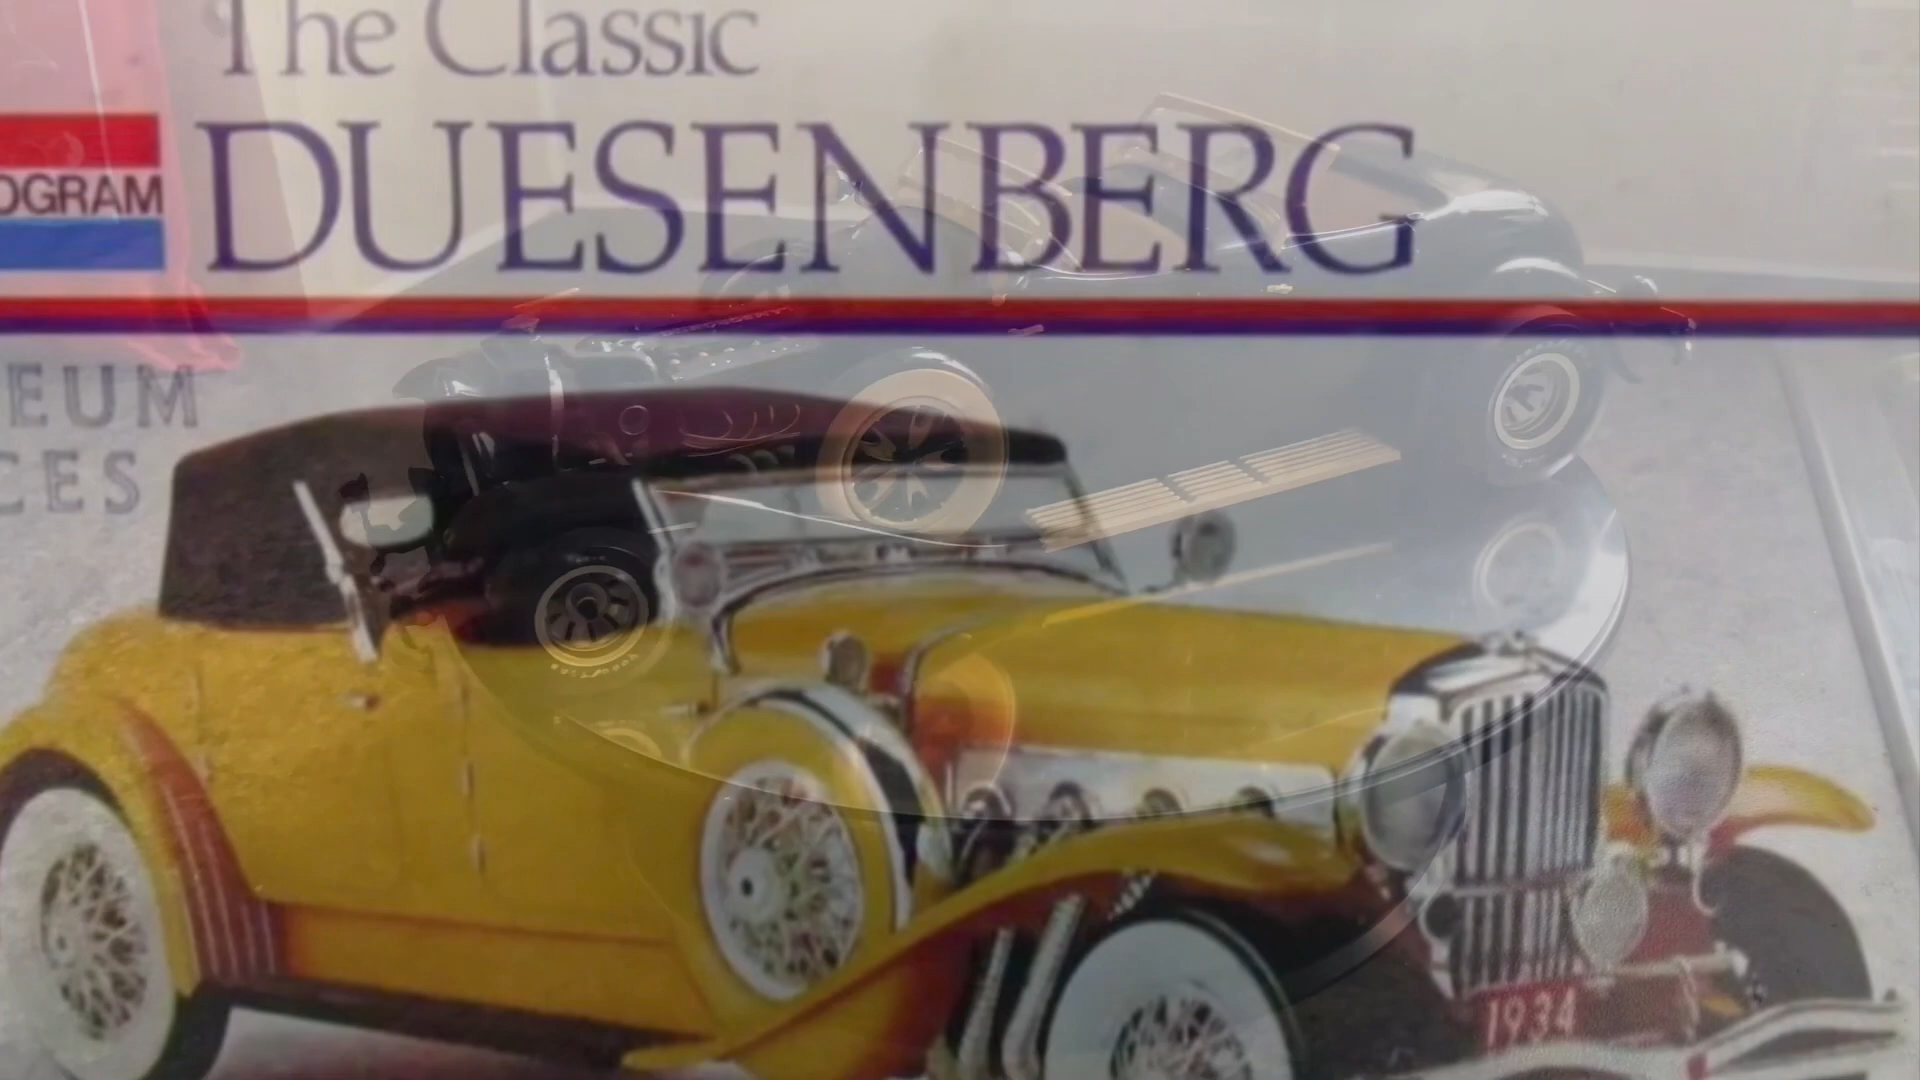 The Classic
DUESENBERG
OGRAM
EUM
CES
1934